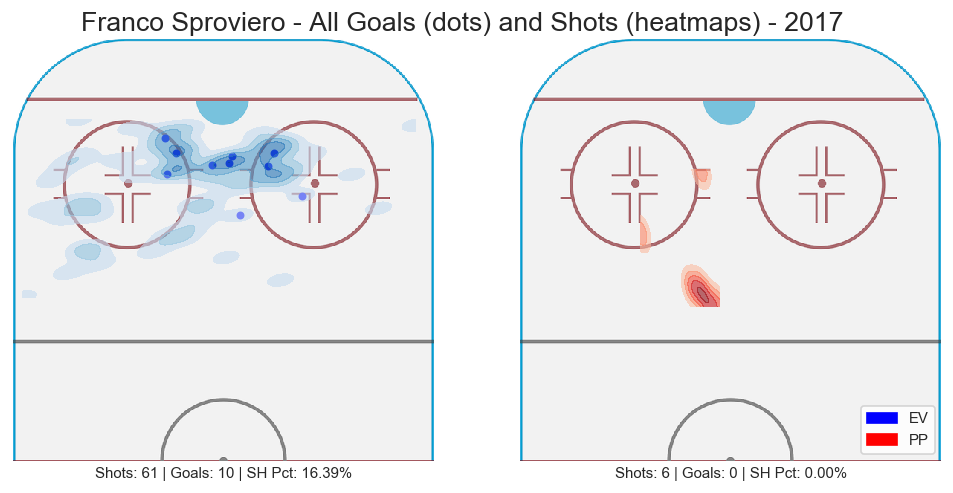 Franco Sproviero - All Goals (dots) and Shots (heatmaps) - 2017
EV
PP
Shots: 61 | Goals: 10 | SH Pct: 16.39%
Shots: 6 | Goals: 0 | SH Pct: 0.00%